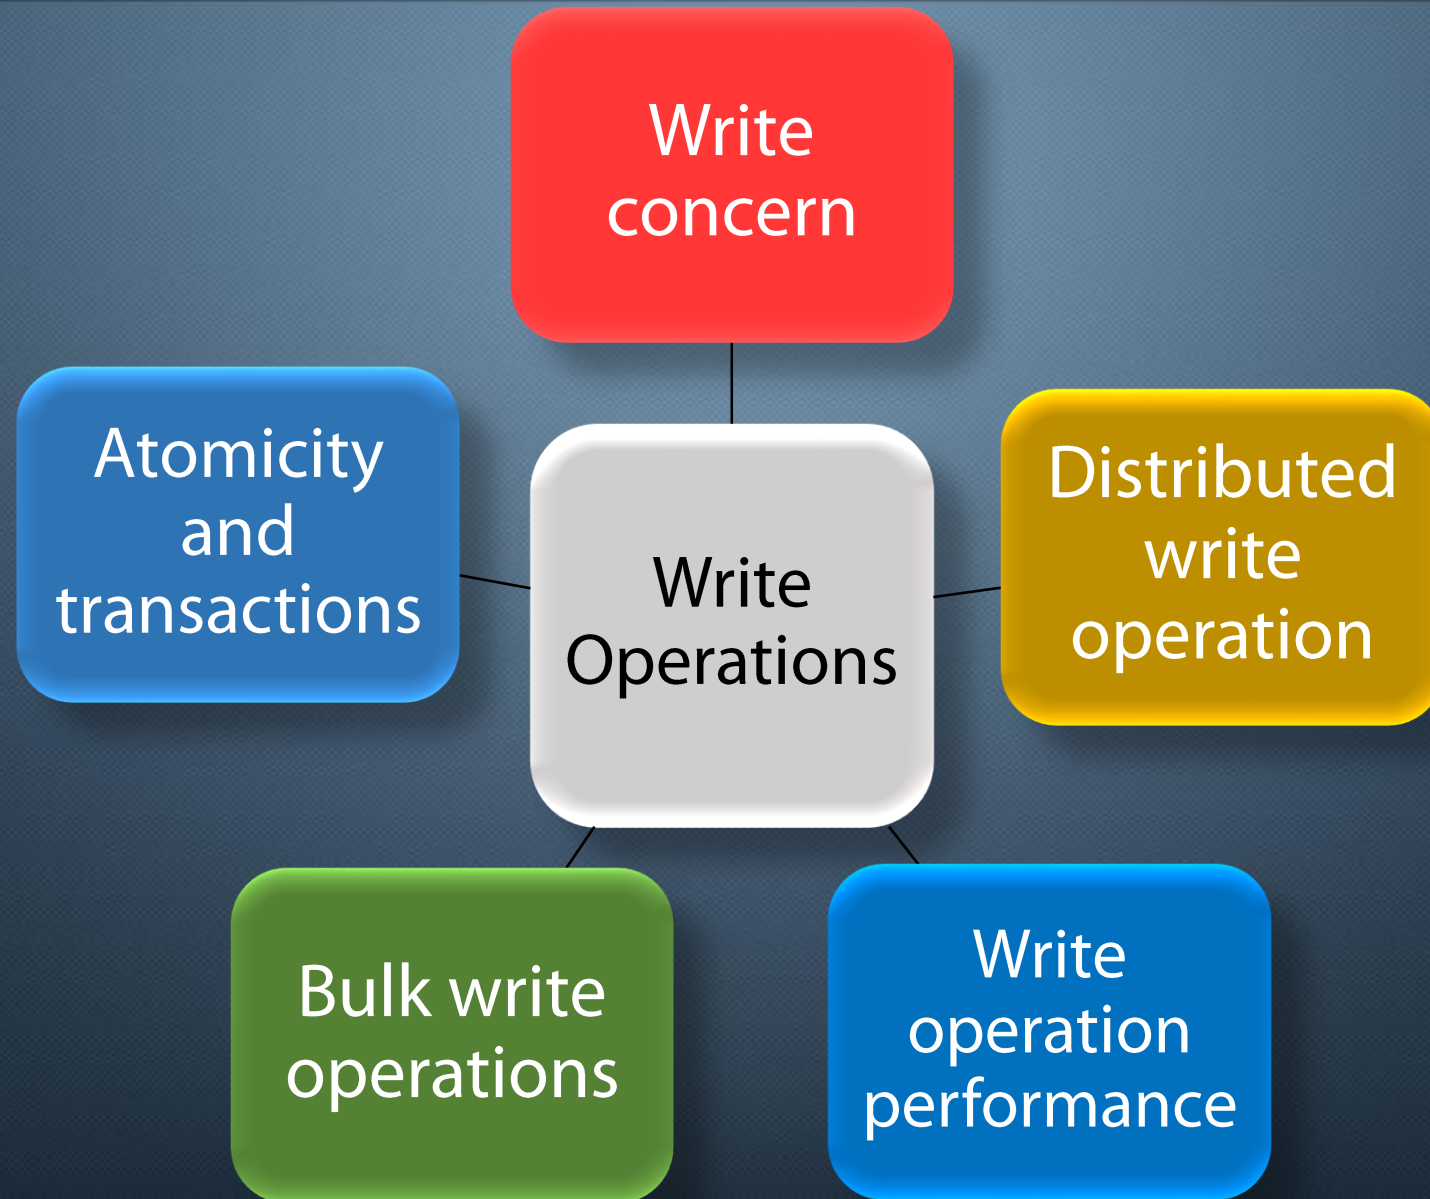 Write
concern
Atomicity
and
transactions
Write
Operations
Distributed
write
operation
Bulk write
operations
Write
operation
performance